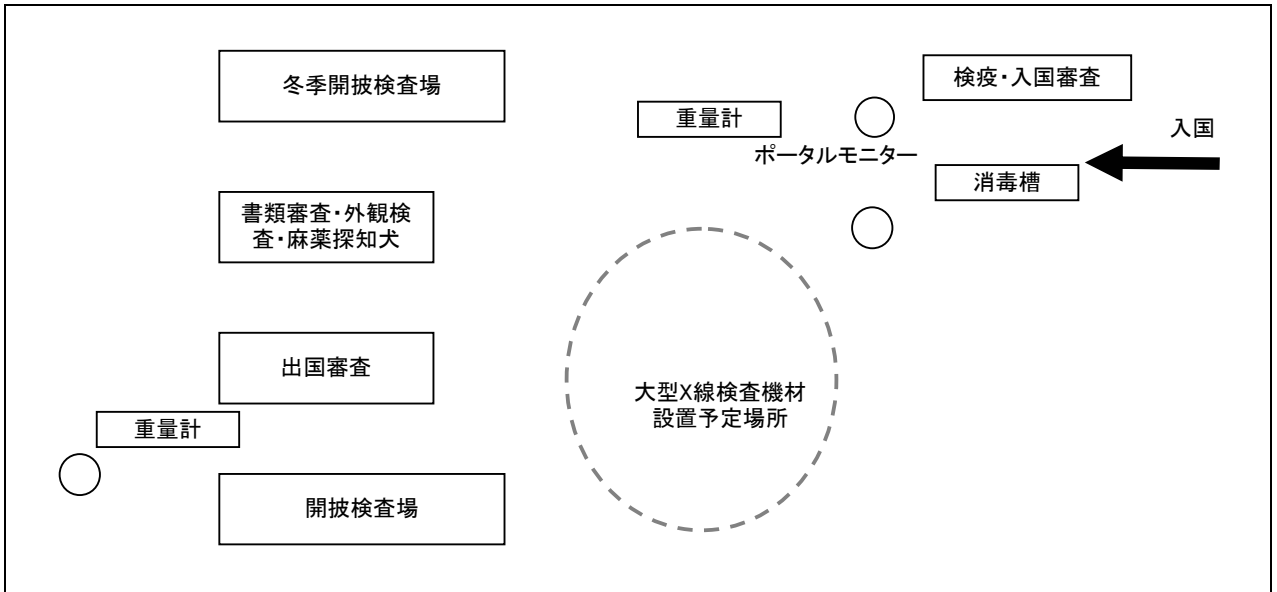 冬季開披検査場
検疫・入国審査
重量計
入国
ポータルモニター
消毒槽
書類審査・外観検
査・麻薬探知犬
出国審査
大型X線検査機材
設置予定場所
重量計
開披検査場